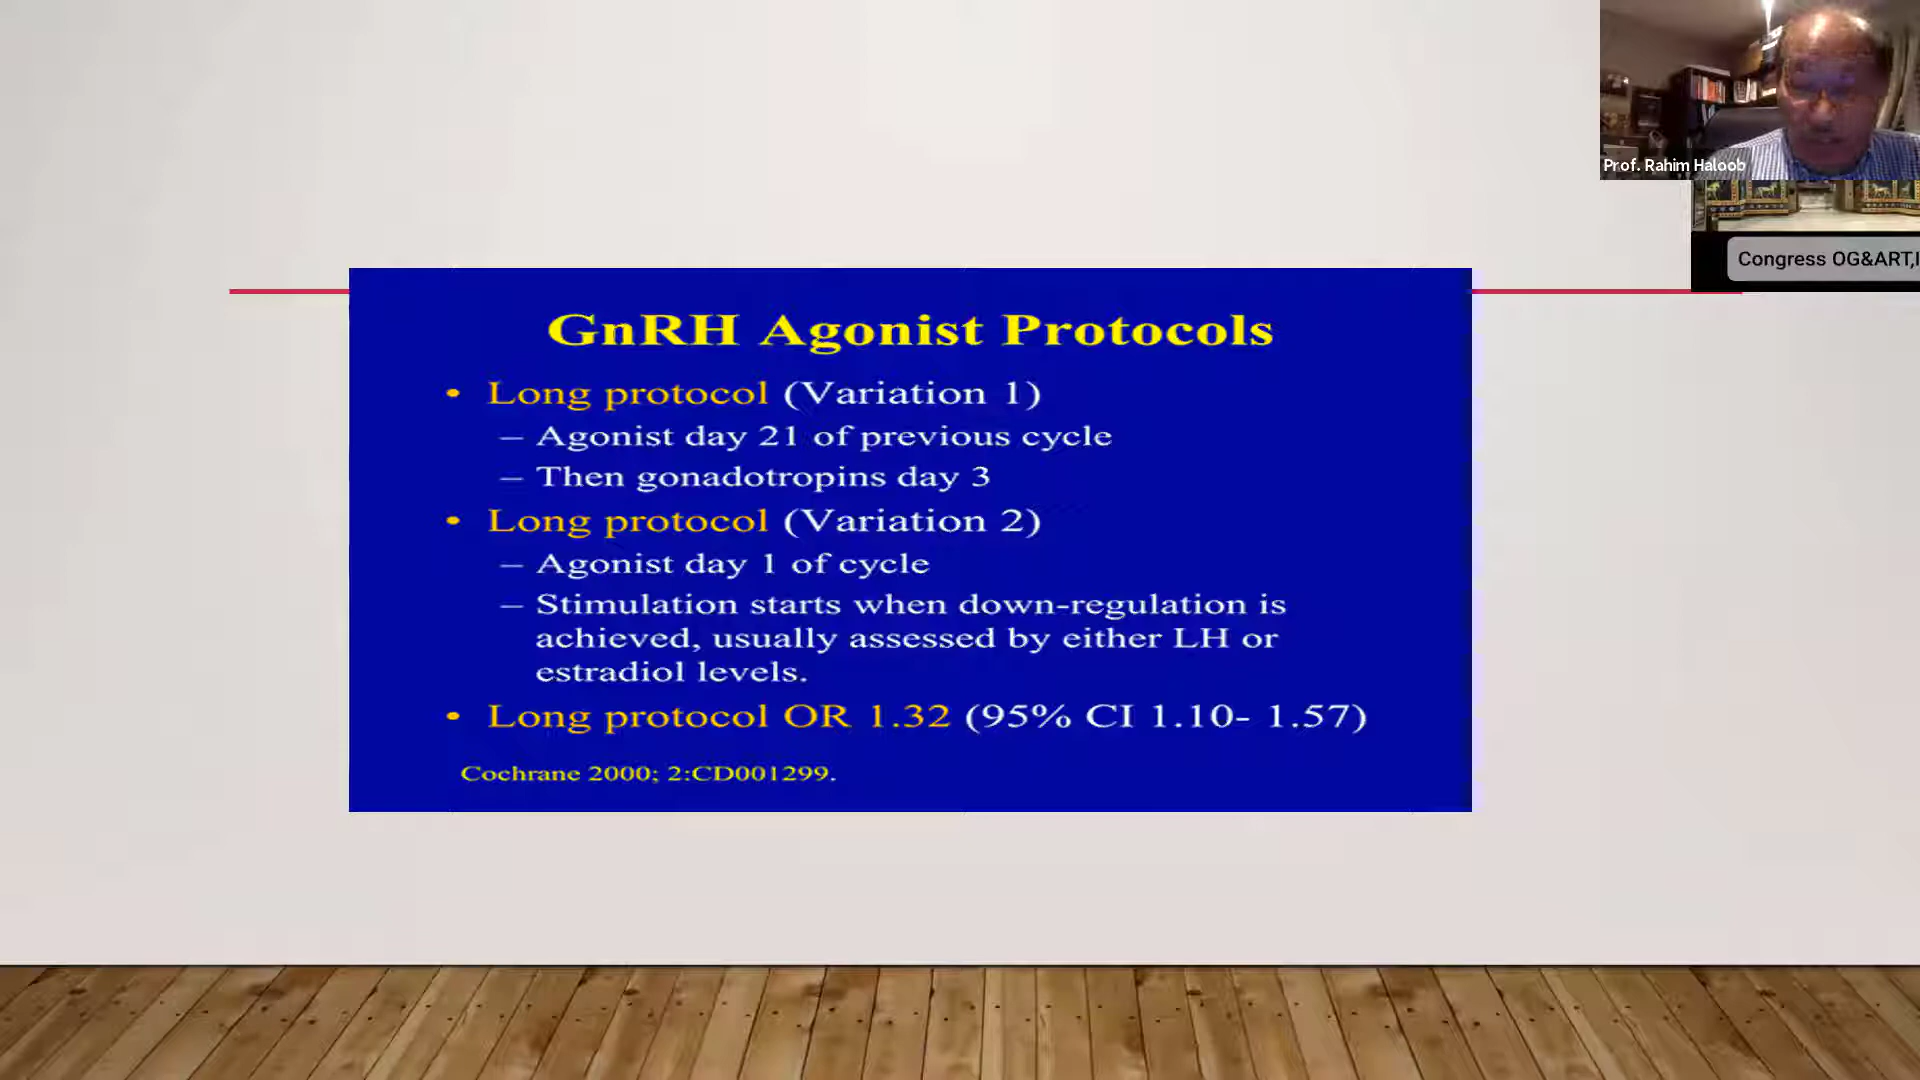 Prof. Rahim Haloob
Congress OG&ART,I
GnRH Agonist Protocols
• Long protocol (Variation 1)
– Agonist day 21 of previous cycle
– Then gonadotropins day 3
• Long protocol (Variation 2)
– Agonist day 1 of cycle
– Stimulation starts when down-regulation is
achieved, usually assessed by either LH or
estradiol levels.
• Long protocol OR 1.32 (95% CI 1.10- 1.57)
Cochrane 2000; 2:CD001299.